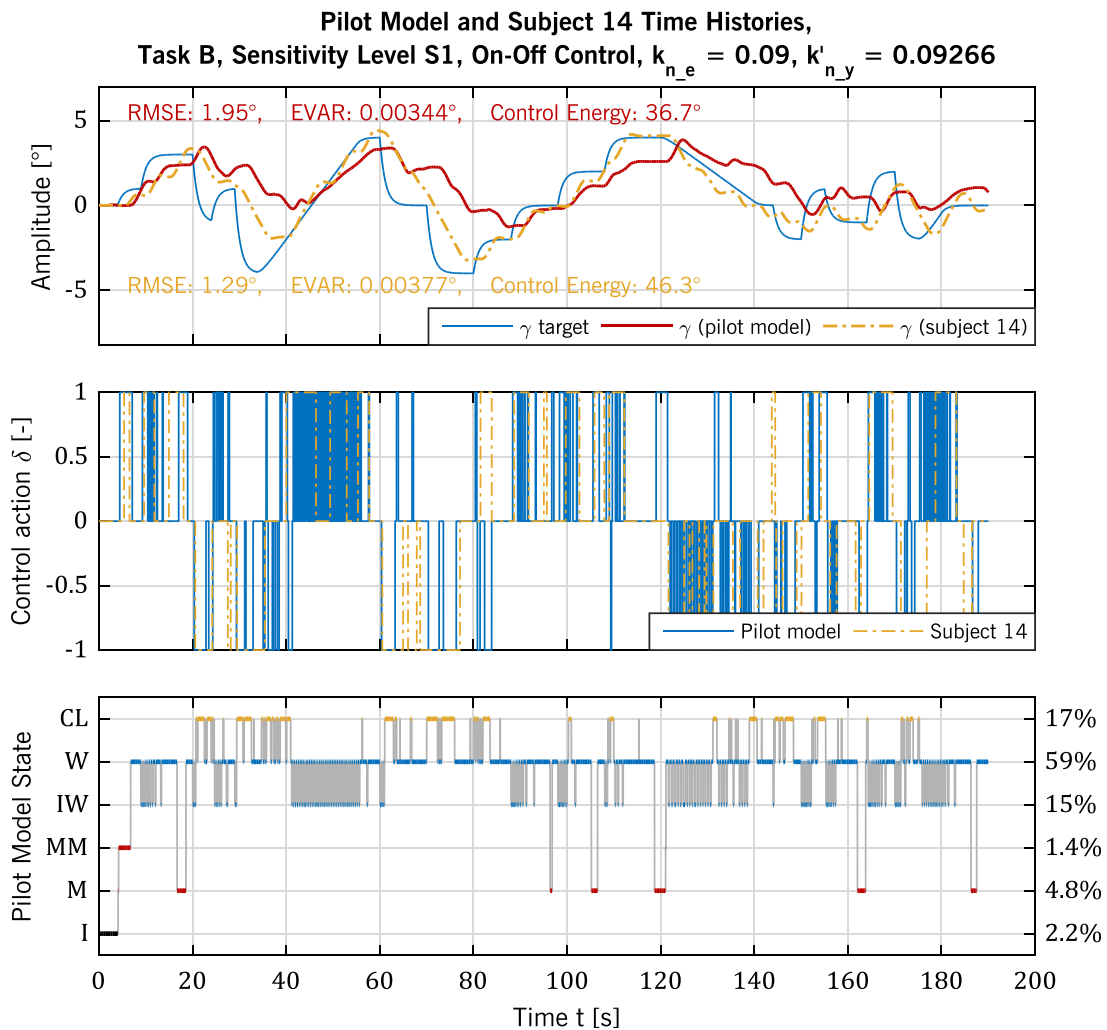 Pilot Model and Subject 14 Time Histories,
Task B, Sensitivity Level S1, On-Off Control, k_n_e = 0.09, k'_n_y = 0.09266
RMSE: 1.95°, EVAR: 0.00344°, Control Energy: 36.7°
5
0
-5
Amplitude [°]
RMSE: 1.29°, EVAR: 0.00377°, Control Energy: 46.3°
γ target γ (pilot model) γ (subject 14)
1
0.5
0
-0.5
-1
Control action δ [-]
Pilot model Subject 14
CL 17%
W 59%
IW 15%
MM 1.4%
M 4.8%
I 2.2%
Pilot Model State
0 20 40 60 80 100 120 140 160 180 200
Time t [s]